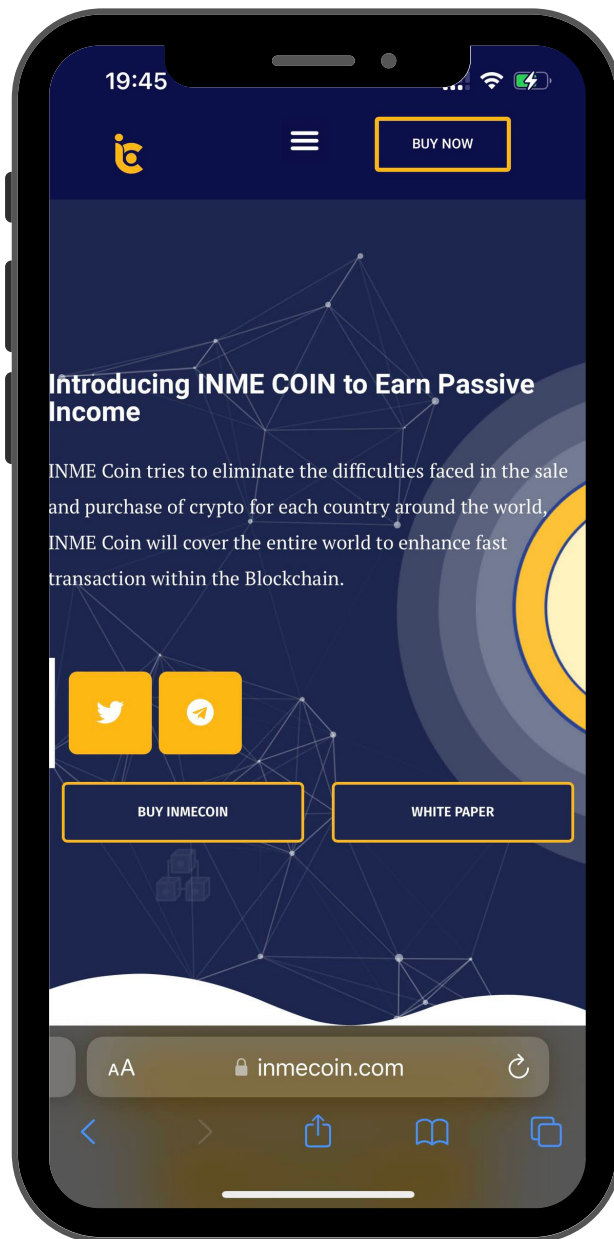 19:45
BUY NOW
Introducing INME COIN to Earn Passive
Income
INME Coin tries to eliminate the difficulties faced in the sale
and purchase of crypto for each country around the world,
INME Coin will cover the entire world to enhance fast
transaction within the Blockchain.
BUY INMECOIN
WHITE PAPER
AA
inmecoin.com